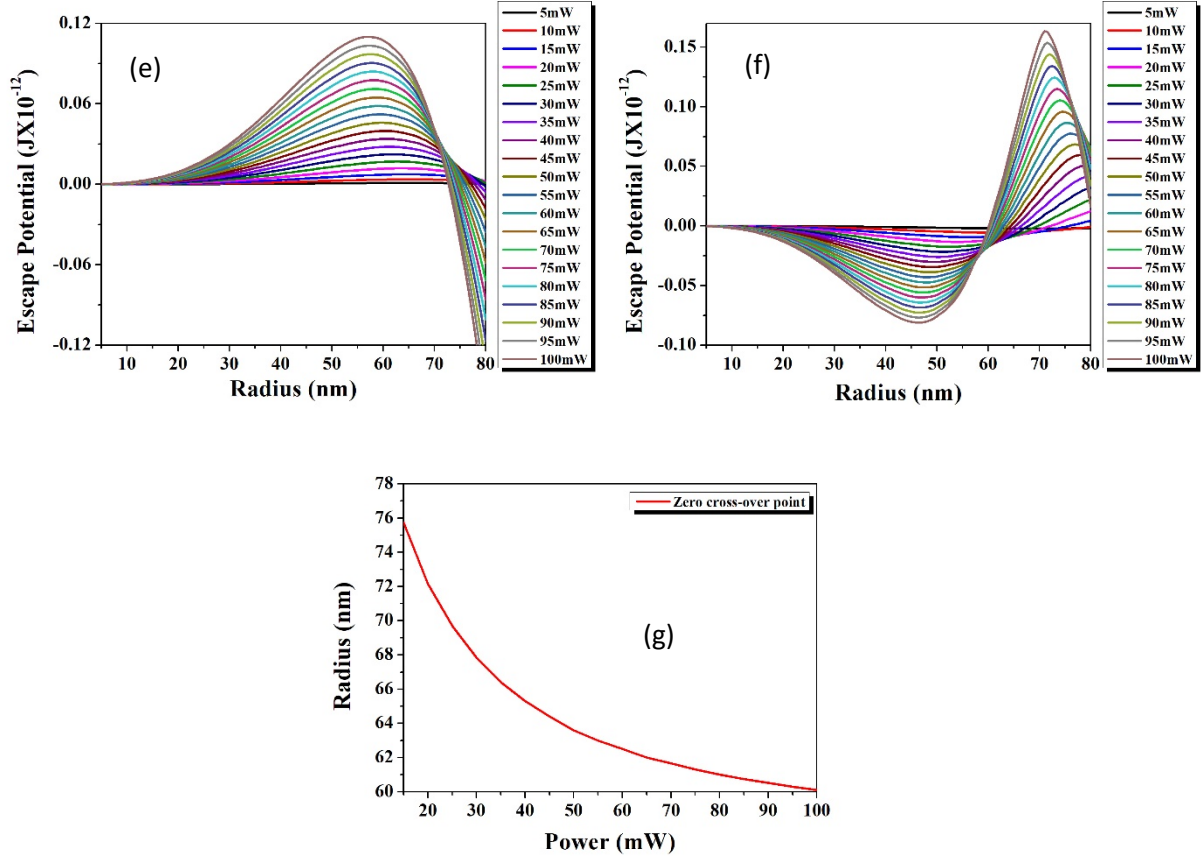 (e)
Escape Potential (JX10⁻¹²)
0.12
0.06
0.00
-0.06
-0.12
10 20 30 40 50 60 70 80
Radius (nm)
5mW
10mW
15mW
20mW
25mW
30mW
35mW
40mW
45mW
50mW
55mW
60mW
65mW
70mW
75mW
80mW
85mW
90mW
95mW
100mW
(f)
Escape Potential (JX10⁻¹²)
0.15
0.10
0.05
0.00
-0.05
-0.10
10 20 30 40 50 60 70 80
Radius (nm)
5mW
10mW
15mW
20mW
25mW
30mW
35mW
40mW
45mW
50mW
55mW
60mW
65mW
70mW
75mW
80mW
85mW
90mW
95mW
100mW
Zero cross-over point
(g)
Radius (nm)
78
76
74
72
70
68
66
64
62
60
20 30 40 50 60 70 80 90 100
Power (mW)